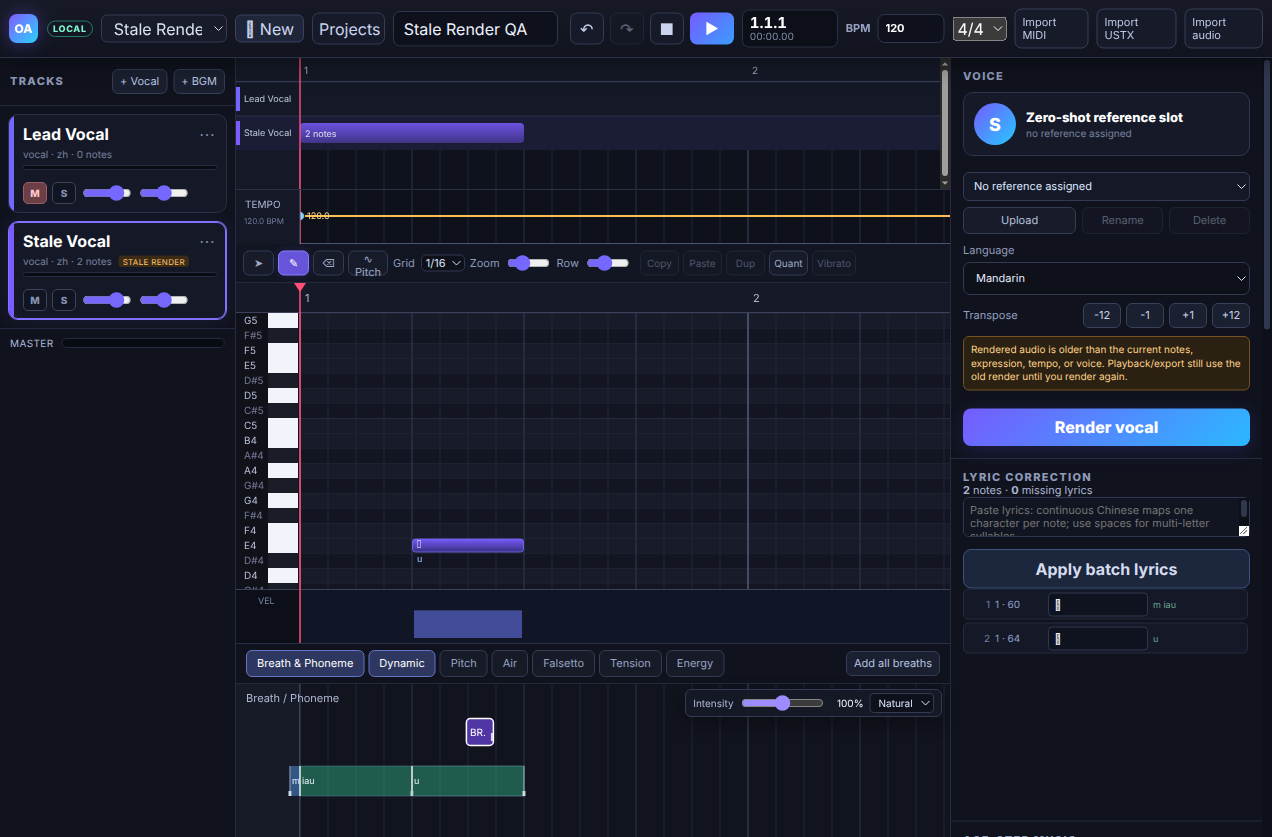 OA
LOCAL
Stale Rende
New
Projects
Stale Render QA
1.1.1
00:00.00
BPM
120
4/4
Import MIDI
Import USTX
Import audio
TRACKS
+ Vocal
+ BGM
Lead Vocal
vocal · zh · 0 notes
M
S
Stale Vocal
vocal · zh · 2 notes
STALE RENDER
M
S
MASTER
1
2
Lead Vocal
Stale Vocal
2 notes
TEMPO
120.0 BPM
120.0
Pitch
Grid
1/16
Zoom
Row
Copy
Paste
Dup
Quant
Vibrato
1
2
G5
F#5
F5
E5
D#5
D5
C#5
C5
B4
A#4
A4
G#4
G4
F#4
F4
E4
D#4
D4
u
VEL
Breath & Phoneme
Dynamic
Pitch
Air
Falsetto
Tension
Energy
Add all breaths
Breath / Phoneme
Intensity
100%
Natural
BR.
m
iau
u
VOICE
S
Zero-shot reference slot
no reference assigned
No reference assigned
Upload
Rename
Delete
Language
Mandarin
Transpose
-12
-1
+1
+12
Rendered audio is older than the current notes,
expression, tempo, or voice. Playback/export still use the
old render until you render again.
Render vocal
LYRIC CORRECTION
2 notes · 0 missing lyrics
Paste lyrics: continuous Chinese maps one
character per note; use spaces for multi-letter
syllables
Apply batch lyrics
1 1 · 60
m iau
2 1 · 64
u